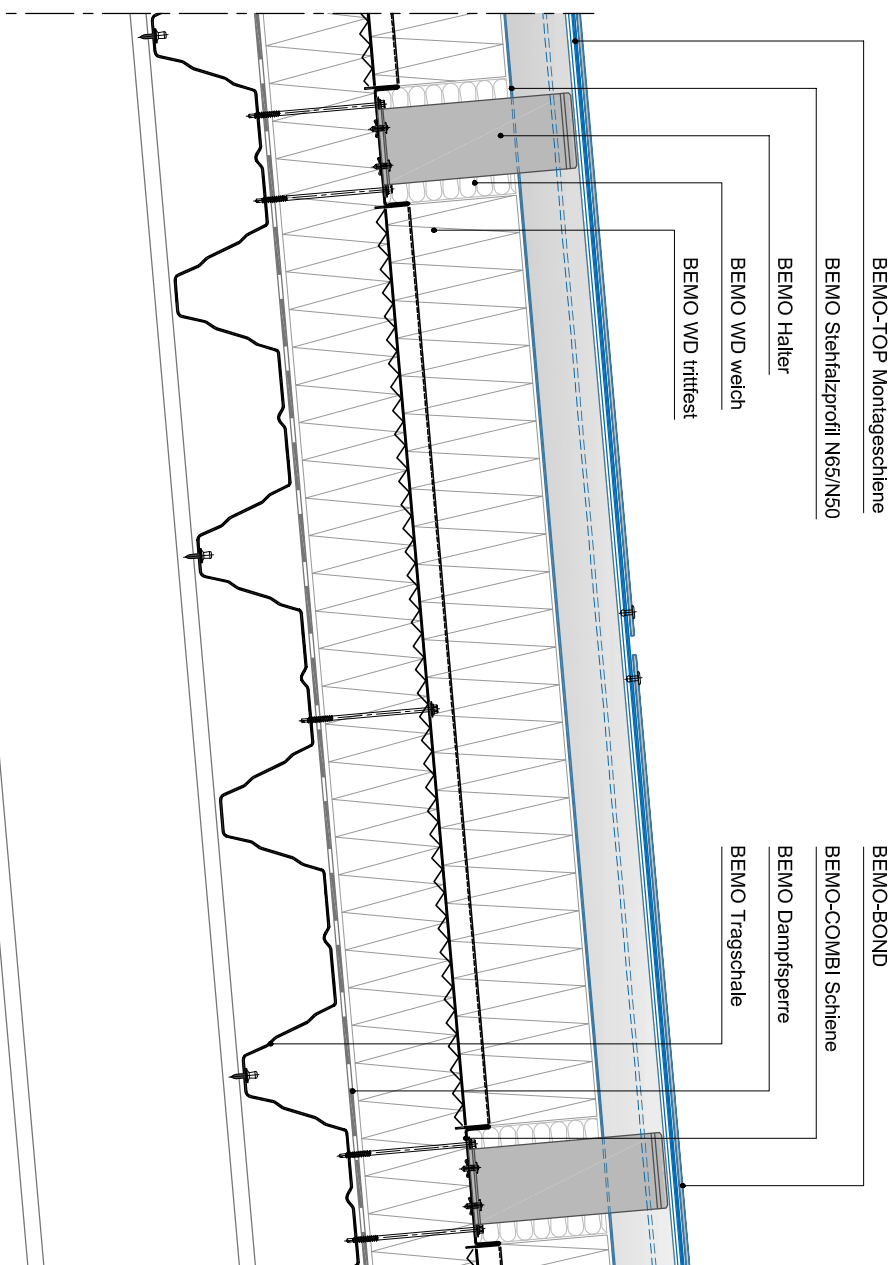 BEMO-TOP Montageschiene
BEMO Stehfalzprofil N65/N50
BEMO Halter
BEMO WD weich
BEMO WD trittfest
BEMO-BOND
BEMO-COMBI Schiene
BEMO Dampfsperre
BEMO Tragschale